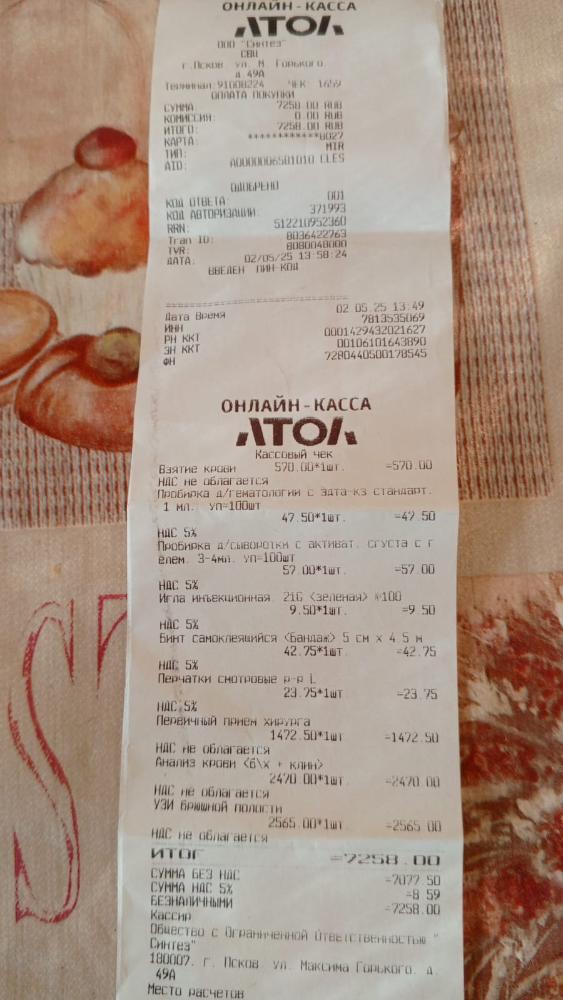 ОНЛАЙН-КАССА
АТОЛ
ООО "Синтез"
СВЦ
г.Псков ул. М. Горького
д.49А
Терминал:91008224 ЧЕК: 1659
ОПЛАТА ПОКУПКИ
СУММА: 7258.00 RUB
КОМИССИЯ: 0.00 RUB
ИТОГО: 7258.00 RUB
КАРТА: ************8027
ТИП: MIR
AID: A0000006581010 CLES
ОДОБРЕНО
КОД ОТВЕТА: 001
КОД АВТОРИЗАЦИИ: 371993
RRN: 512210952360
Tran ID: 8036422763
TVR: 8080048000
ДАТА: 02/05/25 13:58:24
ВВЕДЕН ПИН-КОД
Дата Время 02.05.25 13:49
ИНН 7813535069
РН ККТ 0001429432021627
ЗН ККТ 00106101643890
ФН 7280440500178545
ОНЛАЙН-КАССА
АТОЛ
Кассовый чек
Взятие крови 570.00*1шт. =570.00
НДС не облагается
Пробирка д/гематологии с эдта-к3 стандарт.
1 мл. уп=100шт
47.50*1шт. =47.50
НДС 5%
Пробирка д/сыворотки с активат. сгуста с г
елем. 3-4мл. уп=100шт
57.00*1шт. =57.00
НДС 5%
Игла инъекционная. 21G <зеленая> №100
9.50*1шт. =9.50
НДС 5%
Бинт самоклеящийся <Бандаж> 5 см х 4.5 м
42.75*1шт. =42.75
НДС 5%
Перчатки смотровые р-р L
23.75*1шт. =23.75
НДС 5%
Первичный прием хирурга
1472.50*1шт. =1472.50
НДС не облагается
Анализ крови <б\х + клин>
2470.00*1шт. =2470.00
НДС не облагается
УЗИ брюшной полости
2565.00*1шт. =2565.00
НДС не облагается
ИТОГ =7258.00
СУММА БЕЗ НДС =7077.50
СУММА НДС 5% =8.59
БЕЗНАЛИЧНЫМИ =7258.00
Кассир
Общество с Ограниченной Ответственностью "
Синтез"
180007, г. Псков, ул. Максима Горького, д.
49А
Место расчетов